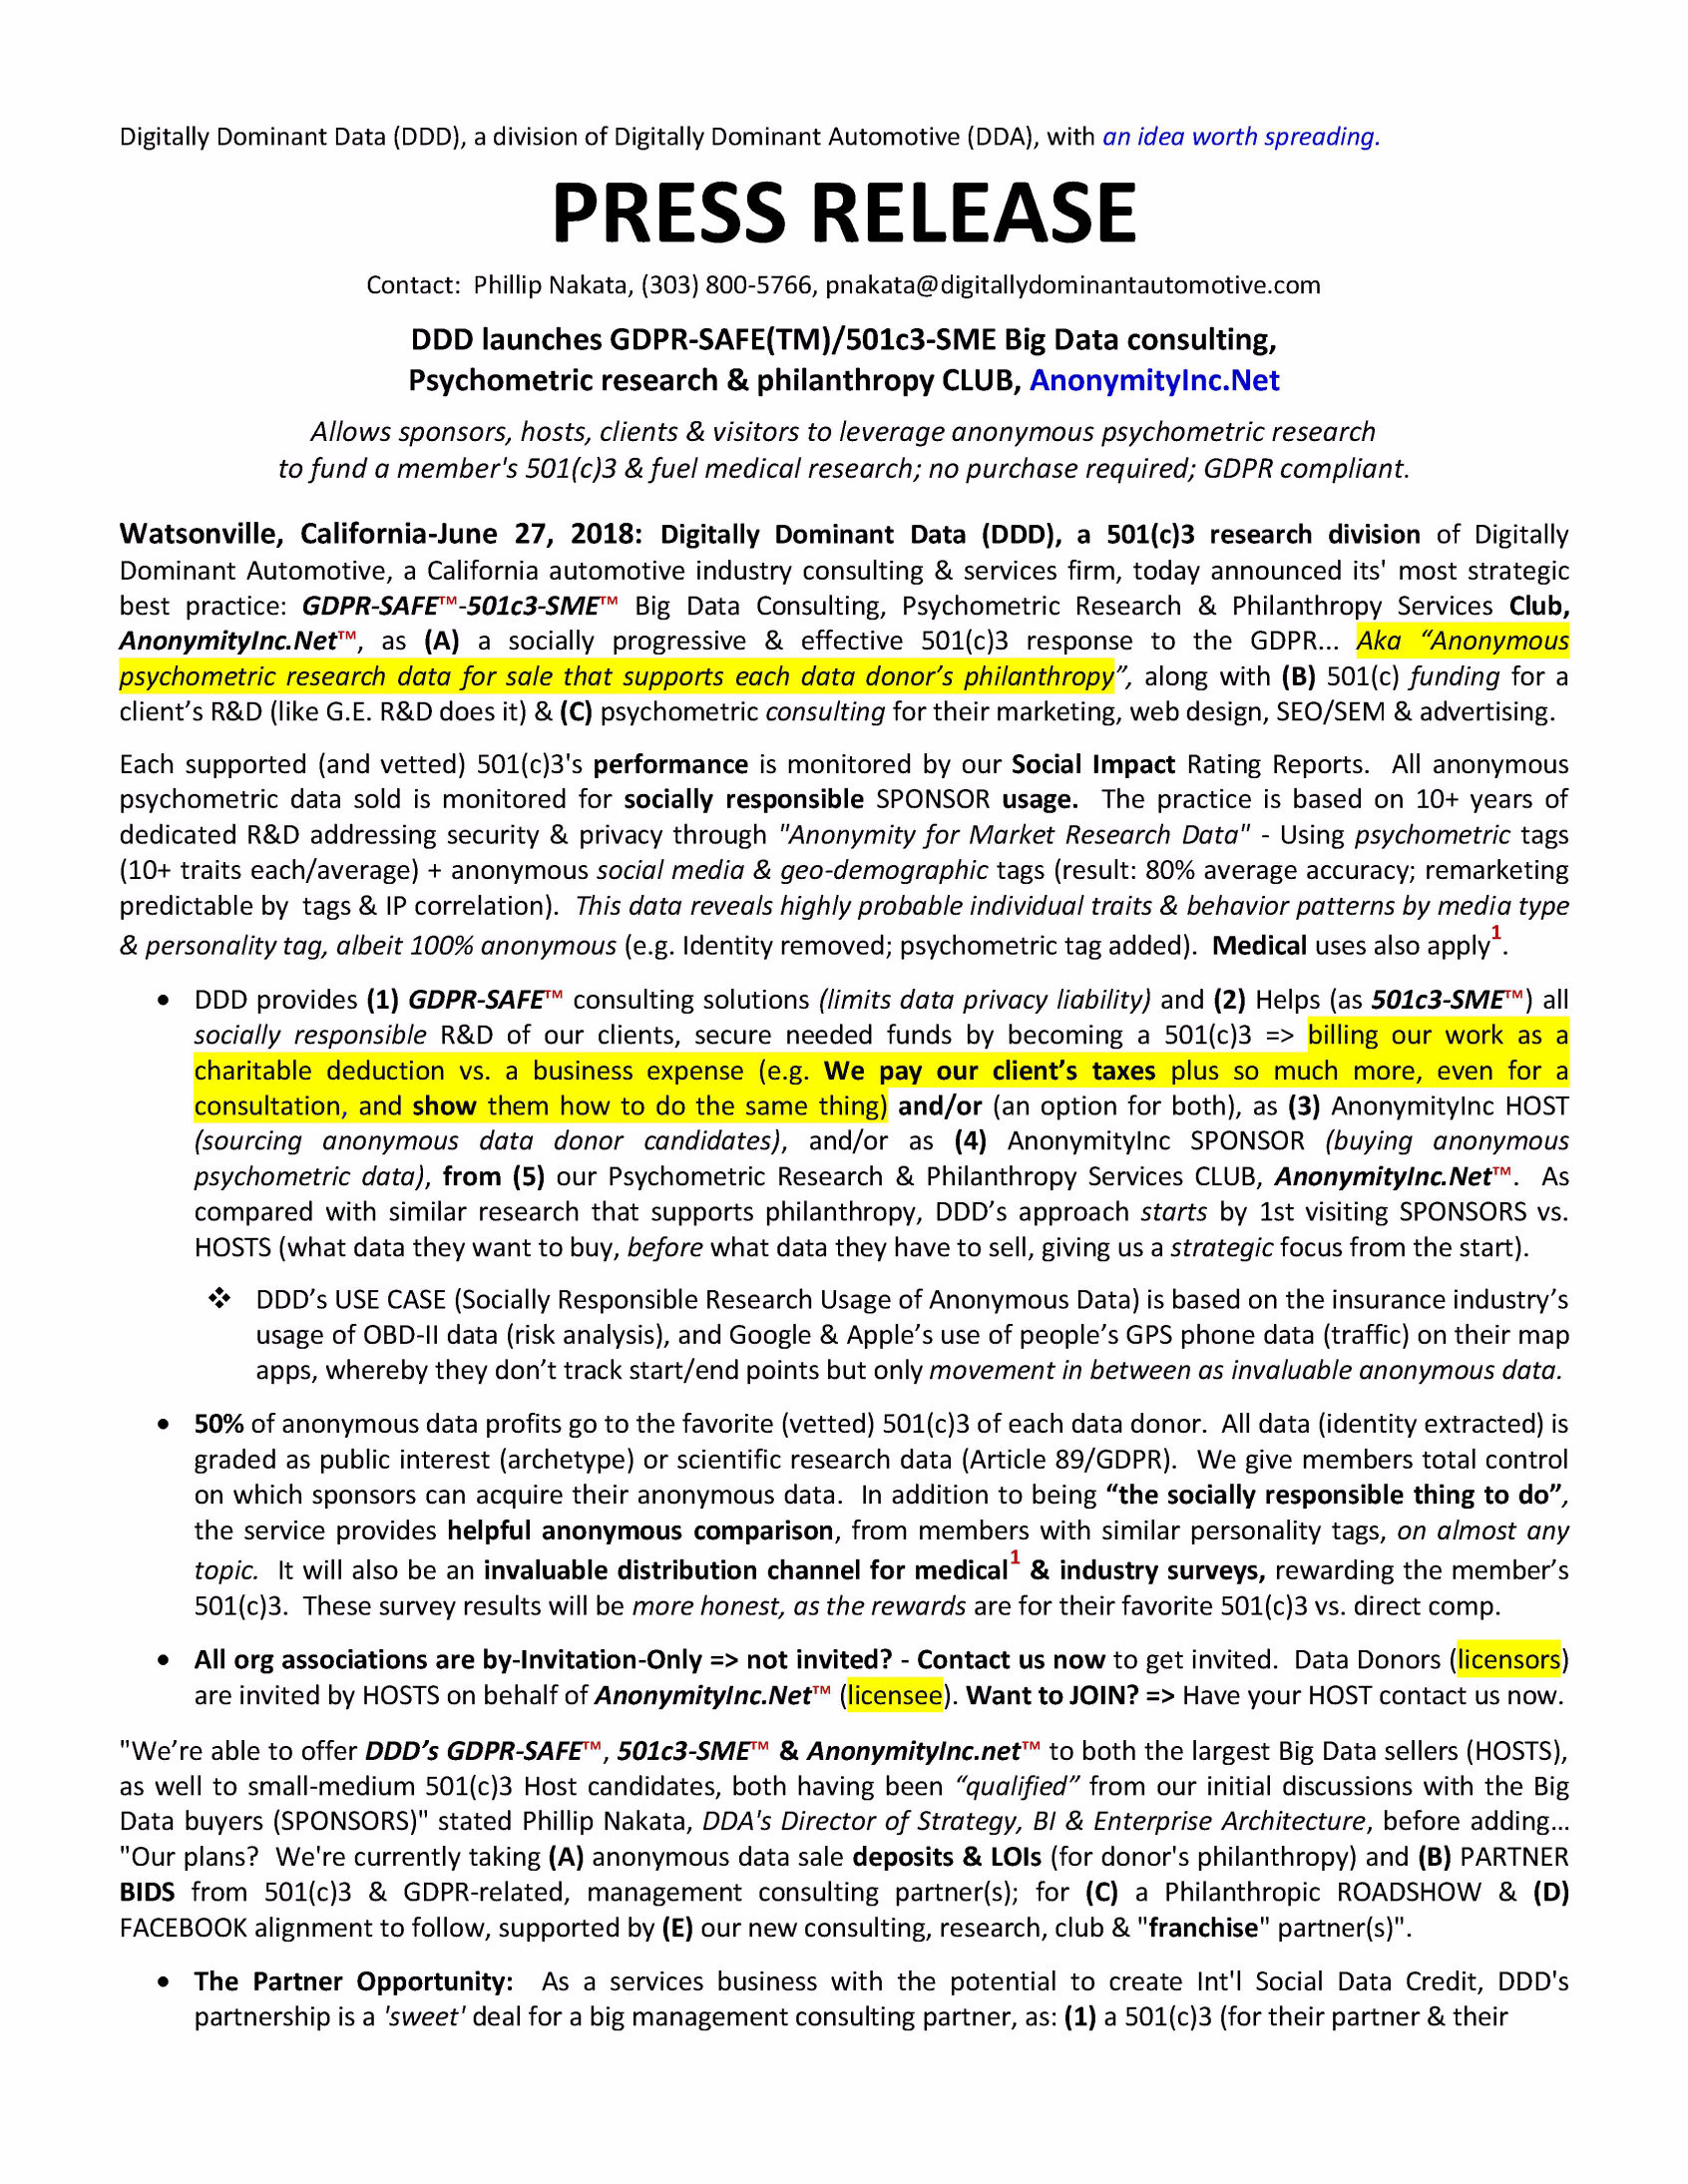 Digitally Dominant Data (DDD), a division of Digitally Dominant Automotive (DDA), with an idea worth spreading.
PRESS RELEASE
Contact:  Phillip Nakata, (303) 800-5766, pnakata@digitallydominantautomotive.com
DDD launches GDPR-SAFE(TM)/501c3-SME Big Data consulting,
Psychometric research & philanthropy CLUB, AnonymityInc.Net
Allows sponsors, hosts, clients & visitors to leverage anonymous psychometric research
to fund a member's 501(c)3 & fuel medical research; no purchase required; GDPR compliant.
Watsonville, California-June 27, 2018: Digitally Dominant Data (DDD), a 501(c)3 research division of Digitally
Dominant Automotive, a California automotive industry consulting & services firm, today announced its' most strategic
best practice: GDPR-SAFE™-501c3-SME™ Big Data Consulting, Psychometric Research & Philanthropy Services Club,
AnonymityInc.Net™, as (A) a socially progressive & effective 501(c)3 response to the GDPR... Aka “Anonymous
psychometric research data for sale that supports each data donor’s philanthropy”, along with (B) 501(c) funding for a
client’s R&D (like G.E. R&D does it) & (C) psychometric consulting for their marketing, web design, SEO/SEM & advertising.
Each supported (and vetted) 501(c)3's performance is monitored by our Social Impact Rating Reports.  All anonymous
psychometric data sold is monitored for socially responsible SPONSOR usage.  The practice is based on 10+ years of
dedicated R&D addressing security & privacy through "Anonymity for Market Research Data" - Using psychometric tags
(10+ traits each/average) + anonymous social media & geo-demographic tags (result: 80% average accuracy; remarketing
predictable by  tags & IP correlation).  This data reveals highly probable individual traits & behavior patterns by media type
& personality tag, albeit 100% anonymous (e.g. Identity removed; psychometric tag added).  Medical uses also apply1.
• DDD provides (1) GDPR-SAFE™ consulting solutions (limits data privacy liability) and (2) Helps (as 501c3-SME™) all
socially responsible R&D of our clients, secure needed funds by becoming a 501(c)3 => billing our work as a
charitable deduction vs. a business expense (e.g. We pay our client’s taxes plus so much more, even for a
consultation, and show them how to do the same thing) and/or (an option for both), as (3) AnonymityInc HOST
(sourcing anonymous data donor candidates), and/or as (4) AnonymityInc SPONSOR (buying anonymous
psychometric data), from (5) our Psychometric Research & Philanthropy Services CLUB, AnonymityInc.Net™.  As
compared with similar research that supports philanthropy, DDD’s approach starts by 1st visiting SPONSORS vs.
HOSTS (what data they want to buy, before what data they have to sell, giving us a strategic focus from the start).
❖ DDD’s USE CASE (Socially Responsible Research Usage of Anonymous Data) is based on the insurance industry’s
usage of OBD-II data (risk analysis), and Google & Apple’s use of people’s GPS phone data (traffic) on their map
apps, whereby they don’t track start/end points but only movement in between as invaluable anonymous data.
• 50% of anonymous data profits go to the favorite (vetted) 501(c)3 of each data donor.  All data (identity extracted) is
graded as public interest (archetype) or scientific research data (Article 89/GDPR).  We give members total control
on which sponsors can acquire their anonymous data.  In addition to being “the socially responsible thing to do”,
the service provides helpful anonymous comparison, from members with similar personality tags, on almost any
topic.  It will also be an invaluable distribution channel for medical1 & industry surveys, rewarding the member’s
501(c)3.  These survey results will be more honest, as the rewards are for their favorite 501(c)3 vs. direct comp.
• All org associations are by-Invitation-Only => not invited? - Contact us now to get invited.  Data Donors (licensors)
are invited by HOSTS on behalf of AnonymityInc.Net™ (licensee). Want to JOIN? => Have your HOST contact us now.
"We’re able to offer DDD’s GDPR-SAFE™, 501c3-SME™ & AnonymityInc.net™ to both the largest Big Data sellers (HOSTS),
as well to small-medium 501(c)3 Host candidates, both having been “qualified” from our initial discussions with the Big
Data buyers (SPONSORS)" stated Phillip Nakata, DDA's Director of Strategy, BI & Enterprise Architecture, before adding…
"Our plans?  We're currently taking (A) anonymous data sale deposits & LOIs (for donor's philanthropy) and (B) PARTNER
BIDS from 501(c)3 & GDPR-related, management consulting partner(s); for (C) a Philanthropic ROADSHOW & (D)
FACEBOOK alignment to follow, supported by (E) our new consulting, research, club & "franchise" partner(s)".
• The Partner Opportunity:  As a services business with the potential to create Int'l Social Data Credit, DDD's
partnership is a 'sweet' deal for a big management consulting partner, as: (1) a 501(c)3 (for their partner & their